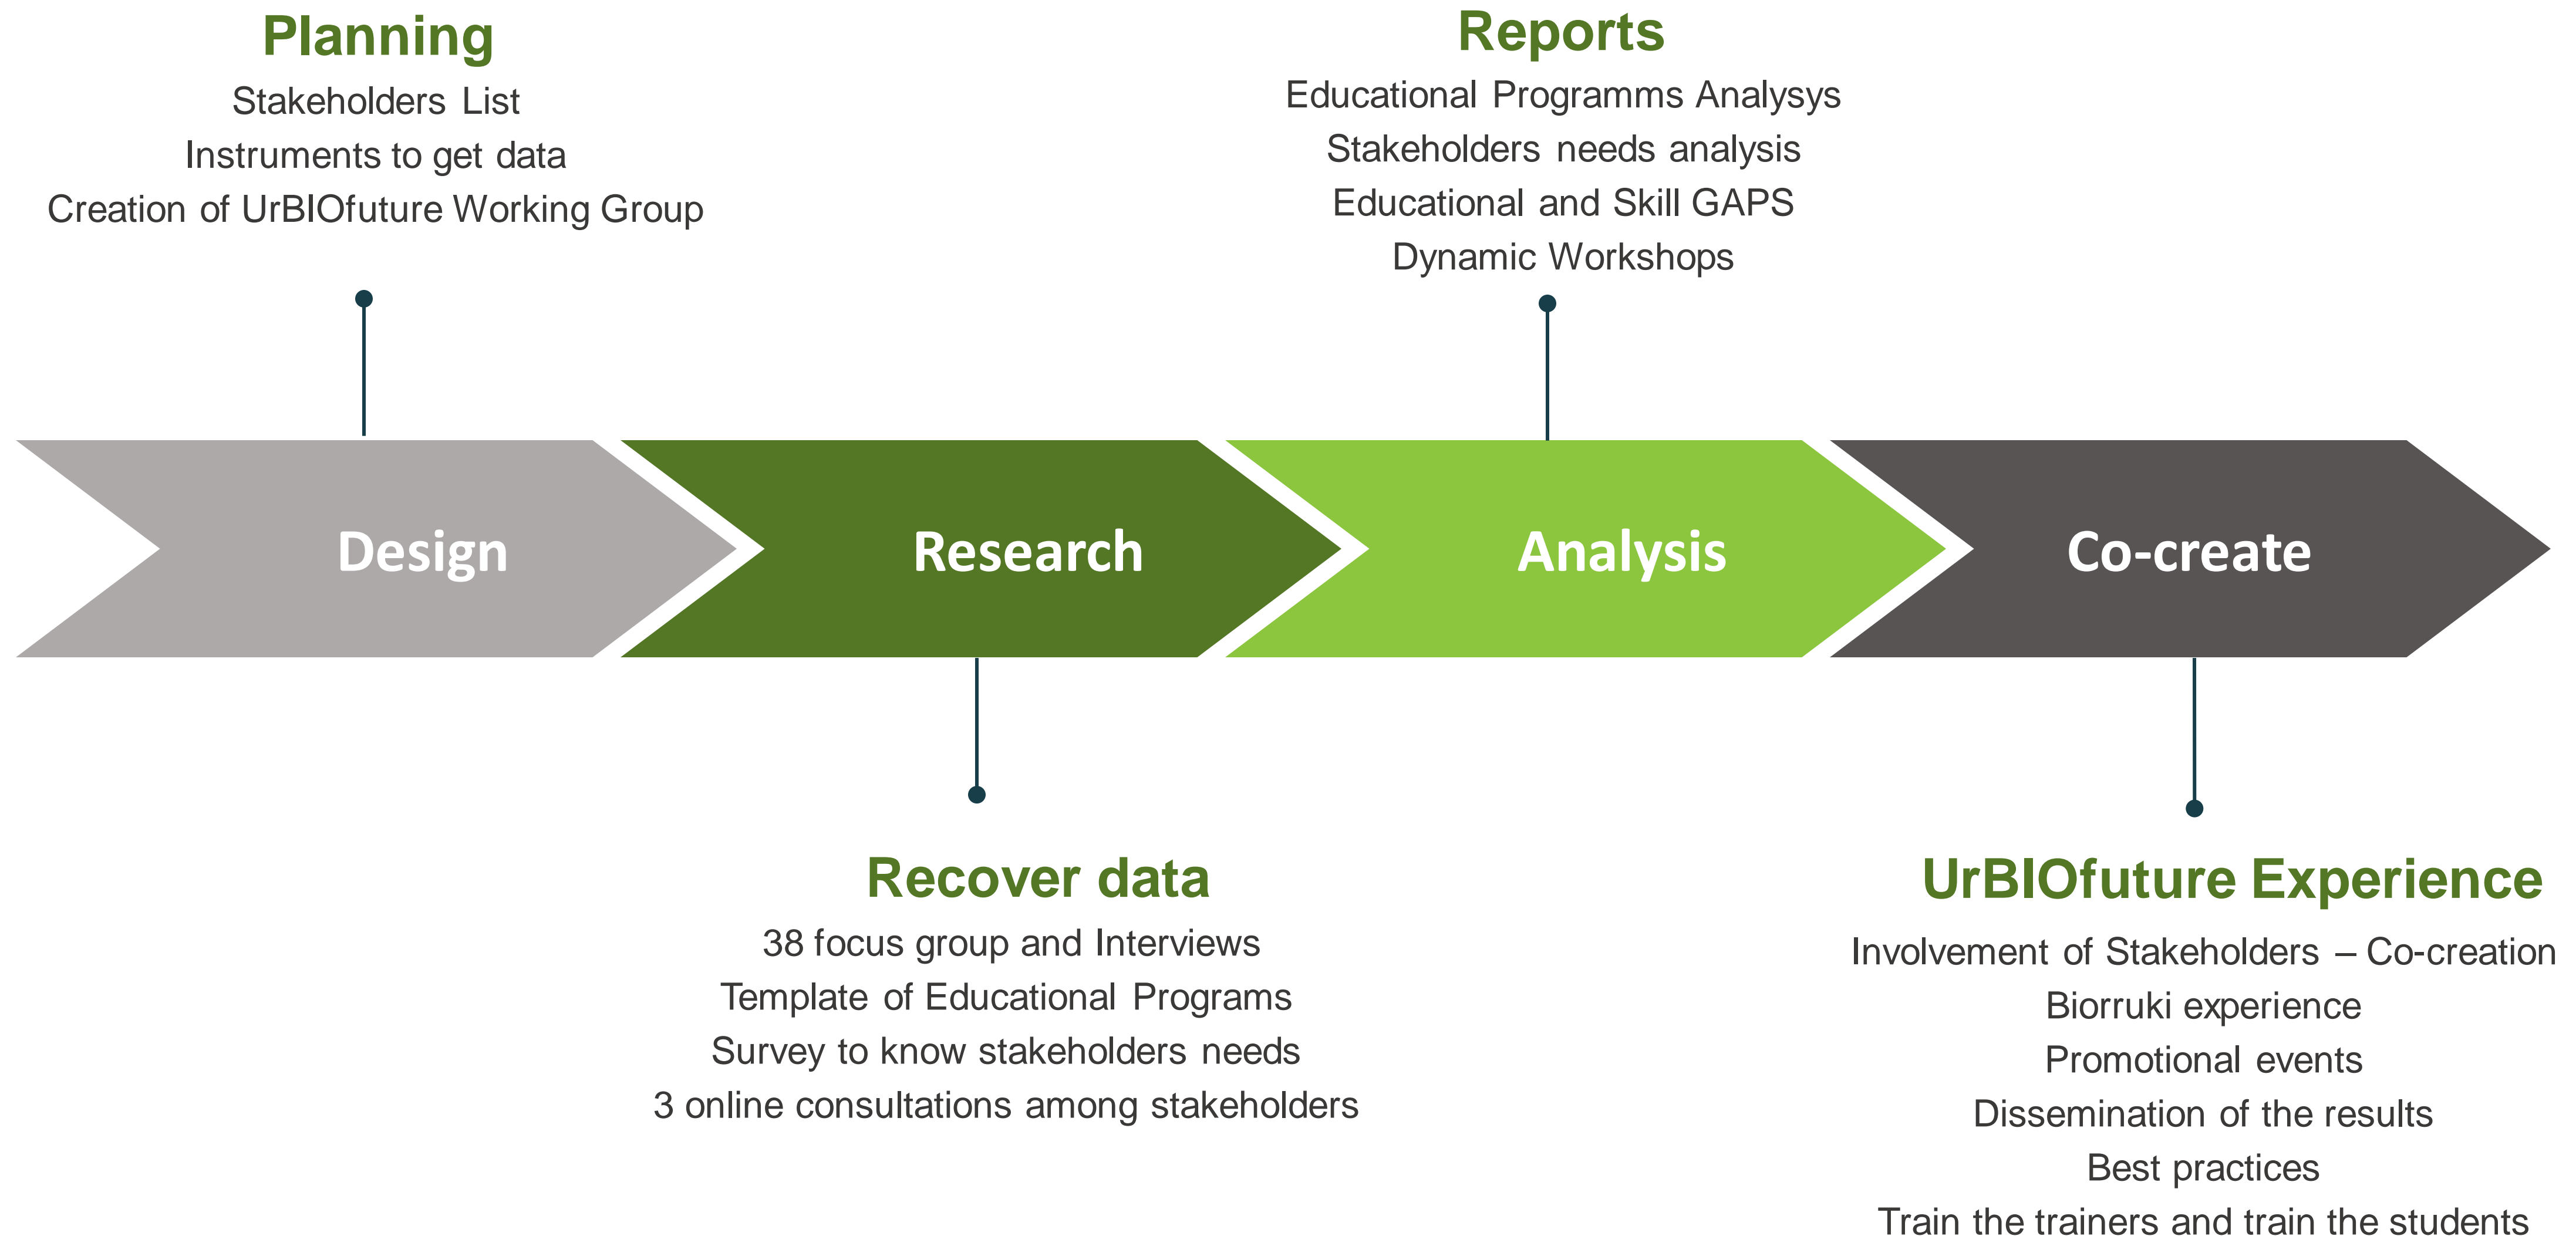 Planning
Stakeholders List
Instruments to get data
Creation of UrBIOfuture Working Group
Reports
Educational Programms Analysys
Stakeholders needs analysis
Educational and Skill GAPS
Dynamic Workshops
Design
Research
Analysis
Co-create
Recover data
38 focus group and Interviews
Template of Educational Programs
Survey to know stakeholders needs
3 online consultations among stakeholders
UrBIOfuture Experience
Involvement of Stakeholders – Co-creation
Biorruki experience
Promotional events
Dissemination of the results
Best practices
Train the trainers and train the students